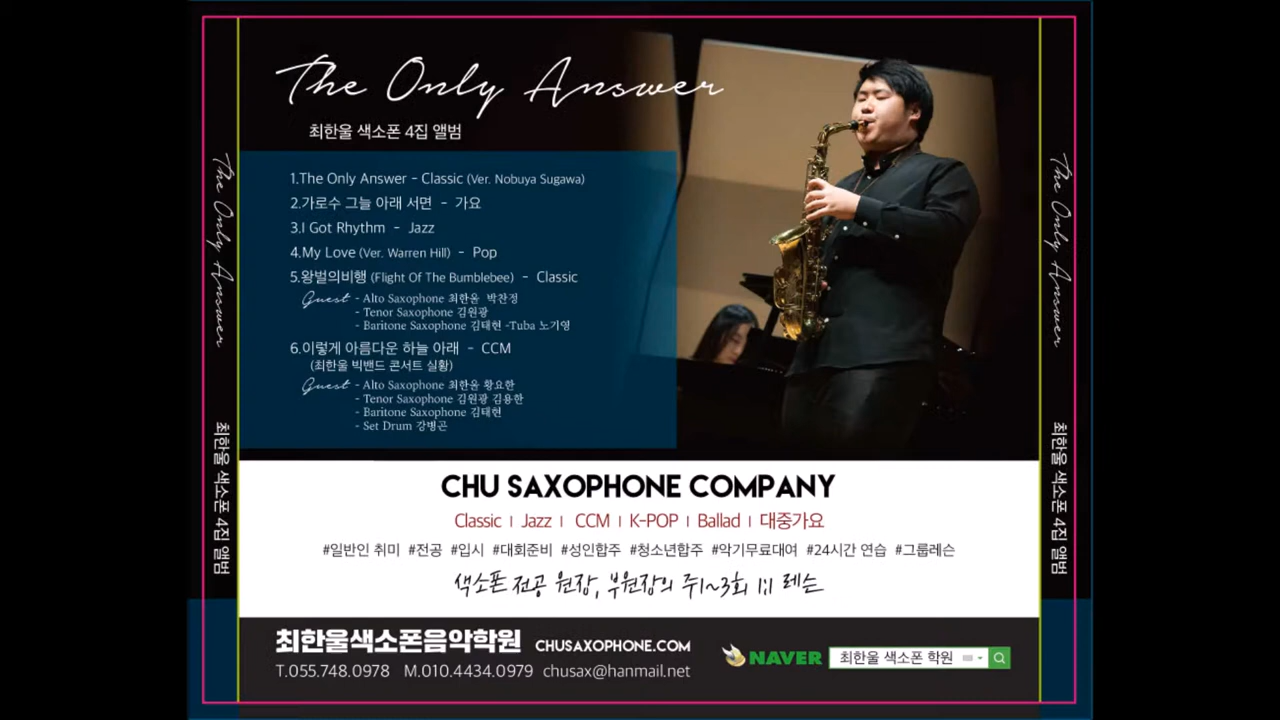 The Only Answer
최한울 색소폰 4집 앨범
1.The Only Answer - Classic (Ver. Nobuya Sugawa)
2.가로수 그늘 아래 서면 - 가요
3.I Got Rhythm - Jazz
4.My Love (Ver. Warren Hill) - Pop
5.왕벌의비행 (Flight Of The Bumblebee) - Classic
Guest - Alto Saxophone 최한울 박찬정
- Tenor Saxophone 김원광
- Baritone Saxophone 김태현 -Tuba 노기영
6.이렇게 아름다운 하늘 아래 - CCM
(최한울 빅밴드 콘서트 실황)
Guest - Alto Saxophone 최한울 황요한
- Tenor Saxophone 김원광 김용한
- Baritone Saxophone 김태현
- Set Drum 강병곤
The Only Answer
최한울 색소폰 4집 앨범
The Only Answer
최한울 색소폰 4집 앨범
CHU SAXOPHONE COMPANY
Classic | Jazz | CCM | K-POP | Ballad | 대중가요
#일반인 취미 #전공 #입시 #대회준비 #성인합주 #청소년합주 #악기무료대여 #24시간 연습 #그룹레슨
색소폰 전공 원장, 부원장의 주1~3회 1:1 레슨
최한울색소폰음악학원 CHUSAXOPHONE.COM
T.055.748.0978 M.010.4434.0979 chusax@hanmail.net
NAVER 최한울 색소폰 학원